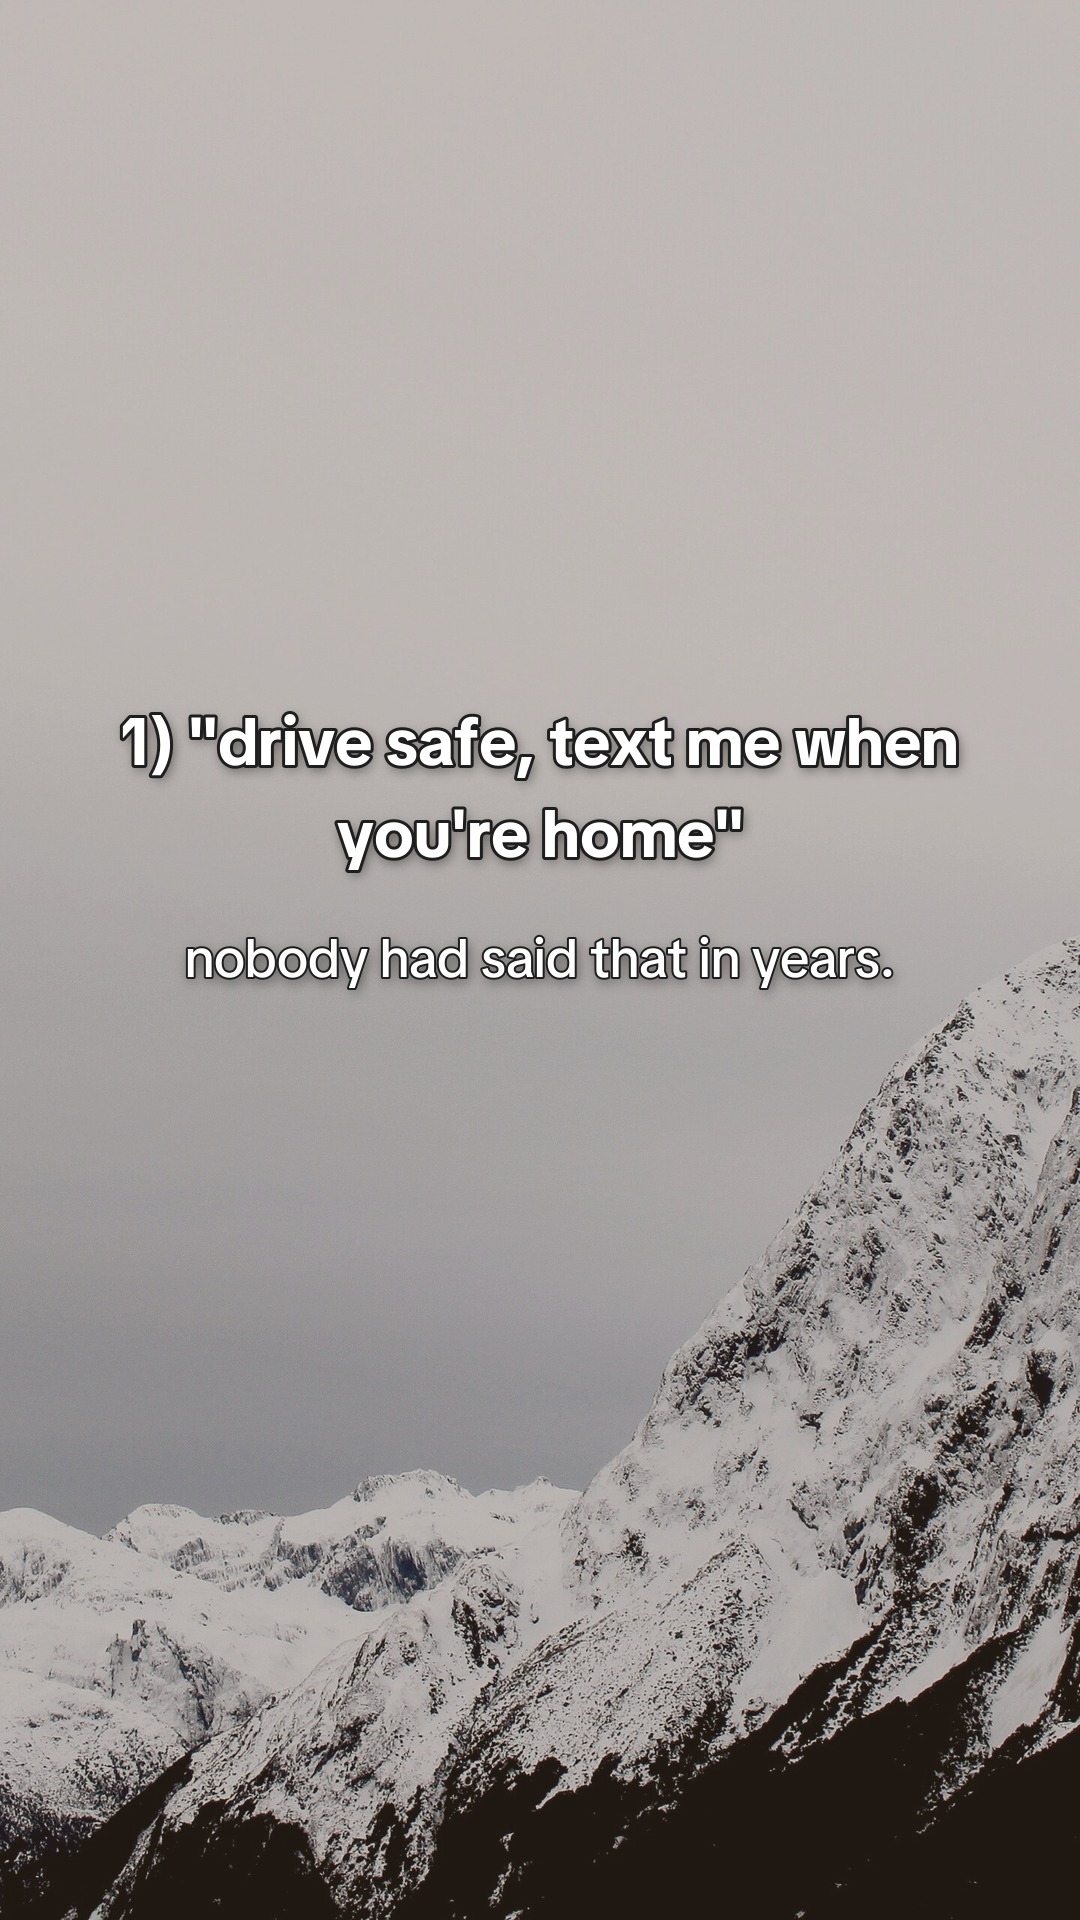 1) "drive safe, text me when
you're home"
nobody had said that in years.